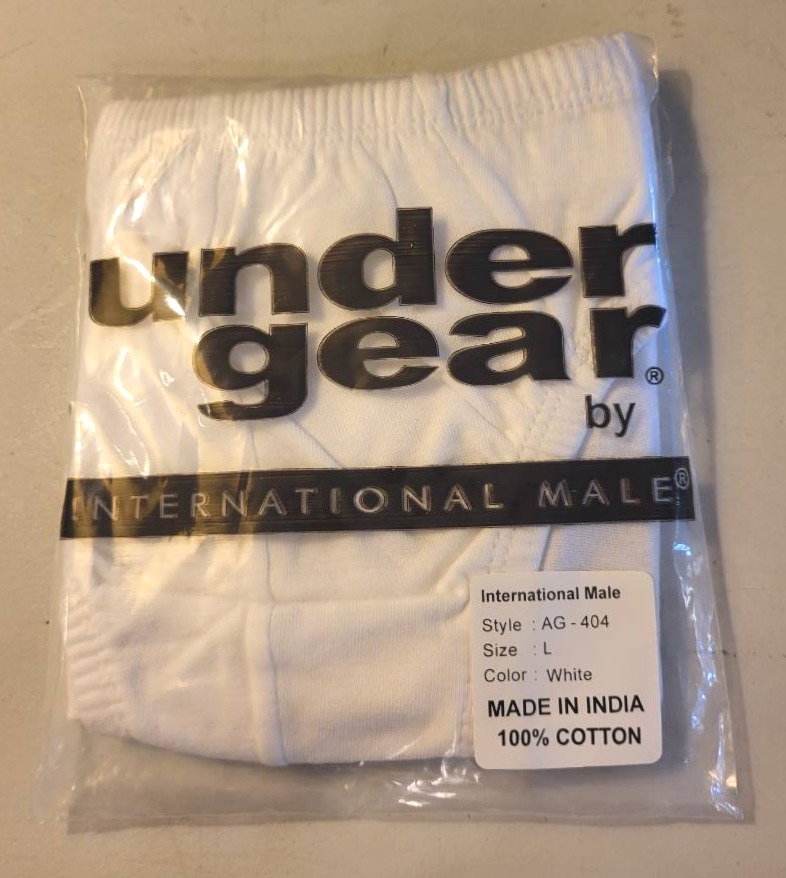 under
gear®
by
INTERNATIONAL MALE®
International Male
Style : AG - 404
Size : L
Color : White
MADE IN INDIA
100% COTTON